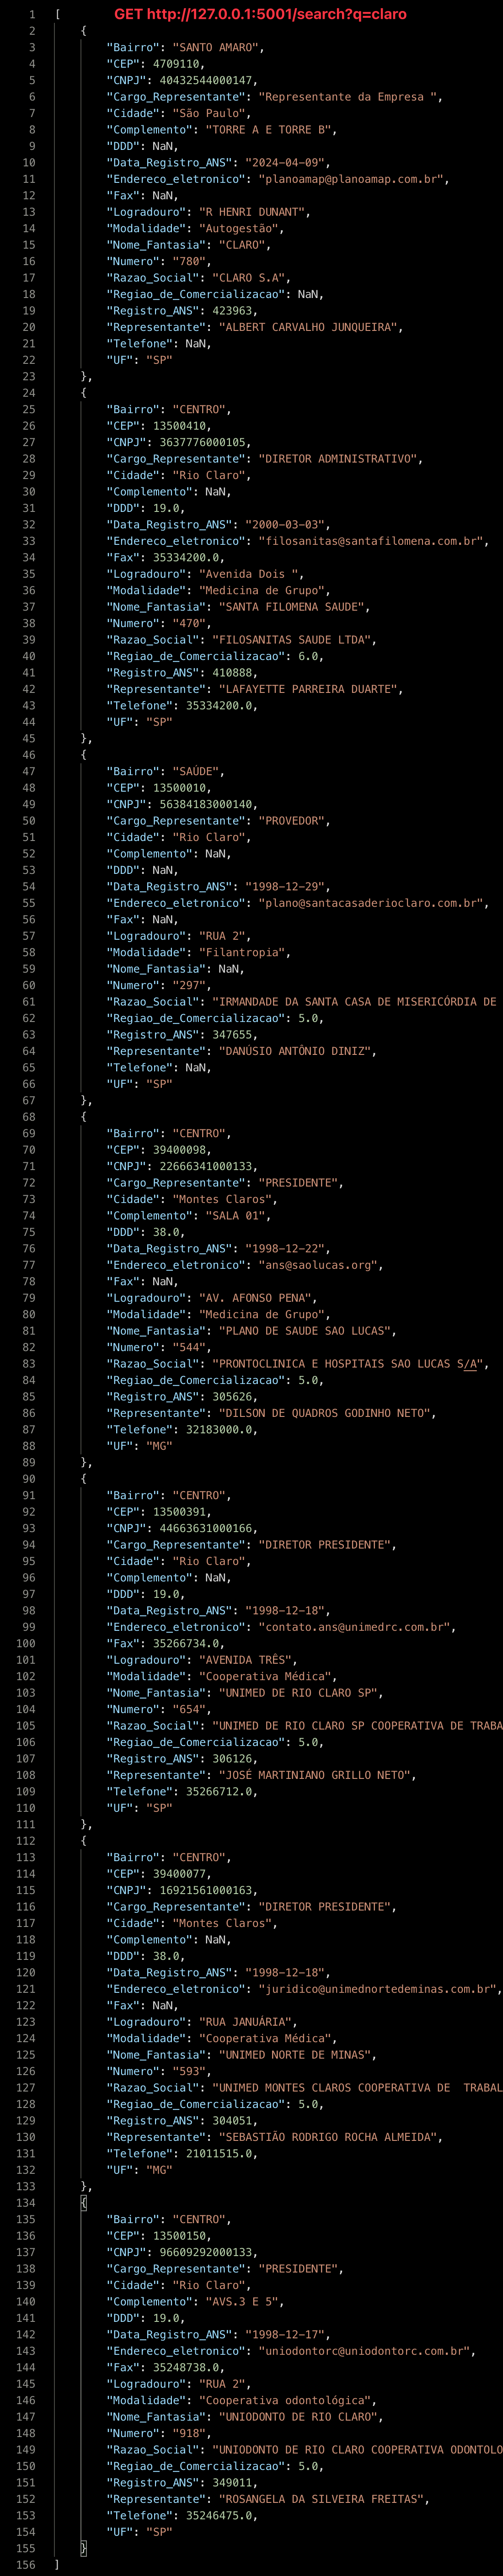 GET http://127.0.0.1:5001/search?q=claro
1 [
2 {
3 "Bairro": "SANTO AMARO",
4 "CEP": 4709110,
5 "CNPJ": 40432544000147,
6 "Cargo_Representante": "Representante da Empresa ",
7 "Cidade": "São Paulo",
8 "Complemento": "TORRE A E TORRE B",
9 "DDD": NaN,
10 "Data_Registro_ANS": "2024-04-09",
11 "Endereco_eletronico": "planoamap@planoamap.com.br",
12 "Fax": NaN,
13 "Logradouro": "R HENRI DUNANT",
14 "Modalidade": "Autogestão",
15 "Nome_Fantasia": "CLARO",
16 "Numero": "780",
17 "Razao_Social": "CLARO S.A",
18 "Regiao_de_Comercializacao": NaN,
19 "Registro_ANS": 423963,
20 "Representante": "ALBERT CARVALHO JUNQUEIRA",
21 "Telefone": NaN,
22 "UF": "SP"
23 },
24 {
25 "Bairro": "CENTRO",
26 "CEP": 13500410,
27 "CNPJ": 3637776000105,
28 "Cargo_Representante": "DIRETOR ADMINISTRATIVO",
29 "Cidade": "Rio Claro",
30 "Complemento": NaN,
31 "DDD": 19.0,
32 "Data_Registro_ANS": "2000-03-03",
33 "Endereco_eletronico": "filosanitas@santafilomena.com.br",
34 "Fax": 35334200.0,
35 "Logradouro": "Avenida Dois ",
36 "Modalidade": "Medicina de Grupo",
37 "Nome_Fantasia": "SANTA FILOMENA SAUDE",
38 "Numero": "470",
39 "Razao_Social": "FILOSANITAS SAUDE LTDA",
40 "Regiao_de_Comercializacao": 6.0,
41 "Registro_ANS": 410888,
42 "Representante": "LAFAYETTE PARREIRA DUARTE",
43 "Telefone": 35334200.0,
44 "UF": "SP"
45 },
46 {
47 "Bairro": "SAÚDE",
48 "CEP": 13500010,
49 "CNPJ": 56384183000140,
50 "Cargo_Representante": "PROVEDOR",
51 "Cidade": "Rio Claro",
52 "Complemento": NaN,
53 "DDD": NaN,
54 "Data_Registro_ANS": "1998-12-29",
55 "Endereco_eletronico": "plano@santacasaderioclaro.com.br",
56 "Fax": NaN,
57 "Logradouro": "RUA 2",
58 "Modalidade": "Filantropia",
59 "Nome_Fantasia": NaN,
60 "Numero": "297",
61 "Razao_Social": "IRMANDADE DA SANTA CASA DE MISERICÓRDIA DE
62 "Regiao_de_Comercializacao": 5.0,
63 "Registro_ANS": 347655,
64 "Representante": "DANÚSIO ANTÔNIO DINIZ",
65 "Telefone": NaN,
66 "UF": "SP"
67 },
68 {
69 "Bairro": "CENTRO",
70 "CEP": 39400098,
71 "CNPJ": 22666341000133,
72 "Cargo_Representante": "PRESIDENTE",
73 "Cidade": "Montes Claros",
74 "Complemento": "SALA 01",
75 "DDD": 38.0,
76 "Data_Registro_ANS": "1998-12-22",
77 "Endereco_eletronico": "ans@saolucas.org",
78 "Fax": NaN,
79 "Logradouro": "AV. AFONSO PENA",
80 "Modalidade": "Medicina de Grupo",
81 "Nome_Fantasia": "PLANO DE SAUDE SAO LUCAS",
82 "Numero": "544",
83 "Razao_Social": "PRONTOCLINICA E HOSPITAIS SAO LUCAS S/A",
84 "Regiao_de_Comercializacao": 5.0,
85 "Registro_ANS": 305626,
86 "Representante": "DILSON DE QUADROS GODINHO NETO",
87 "Telefone": 32183000.0,
88 "UF": "MG"
89 },
90 {
91 "Bairro": "CENTRO",
92 "CEP": 13500391,
93 "CNPJ": 44663631000166,
94 "Cargo_Representante": "DIRETOR PRESIDENTE",
95 "Cidade": "Rio Claro",
96 "Complemento": NaN,
97 "DDD": 19.0,
98 "Data_Registro_ANS": "1998-12-18",
99 "Endereco_eletronico": "contato.ans@unimedrc.com.br",
100 "Fax": 35266734.0,
101 "Logradouro": "AVENIDA TRÊS",
102 "Modalidade": "Cooperativa Médica",
103 "Nome_Fantasia": "UNIMED DE RIO CLARO SP",
104 "Numero": "654",
105 "Razao_Social": "UNIMED DE RIO CLARO SP COOPERATIVA DE TRABA
106 "Regiao_de_Comercializacao": 5.0,
107 "Registro_ANS": 306126,
108 "Representante": "JOSÉ MARTINIANO GRILLO NETO",
109 "Telefone": 35266712.0,
110 "UF": "SP"
111 },
112 {
113 "Bairro": "CENTRO",
114 "CEP": 39400077,
115 "CNPJ": 16921561000163,
116 "Cargo_Representante": "DIRETOR PRESIDENTE",
117 "Cidade": "Montes Claros",
118 "Complemento": NaN,
119 "DDD": 38.0,
120 "Data_Registro_ANS": "1998-12-18",
121 "Endereco_eletronico": "juridico@unimednortedeminas.com.br",
122 "Fax": NaN,
123 "Logradouro": "RUA JANUÁRIA",
124 "Modalidade": "Cooperativa Médica",
125 "Nome_Fantasia": "UNIMED NORTE DE MINAS",
126 "Numero": "593",
127 "Razao_Social": "UNIMED MONTES CLAROS COOPERATIVA DE  TRABAL
128 "Regiao_de_Comercializacao": 5.0,
129 "Registro_ANS": 304051,
130 "Representante": "SEBASTIÃO RODRIGO ROCHA ALMEIDA",
131 "Telefone": 21011515.0,
132 "UF": "MG"
133 },
134 {
135 "Bairro": "CENTRO",
136 "CEP": 13500150,
137 "CNPJ": 96609292000133,
138 "Cargo_Representante": "PRESIDENTE",
139 "Cidade": "Rio Claro",
140 "Complemento": "AVS.3 E 5",
141 "DDD": 19.0,
142 "Data_Registro_ANS": "1998-12-17",
143 "Endereco_eletronico": "uniodontorc@uniodontorc.com.br",
144 "Fax": 35248738.0,
145 "Logradouro": "RUA 2",
146 "Modalidade": "Cooperativa odontológica",
147 "Nome_Fantasia": "UNIODONTO DE RIO CLARO",
148 "Numero": "918",
149 "Razao_Social": "UNIODONTO DE RIO CLARO COOPERATIVA ODONTOLO
150 "Regiao_de_Comercializacao": 5.0,
151 "Registro_ANS": 349011,
152 "Representante": "ROSANGELA DA SILVEIRA FREITAS",
153 "Telefone": 35246475.0,
154 "UF": "SP"
155 }
156 ]